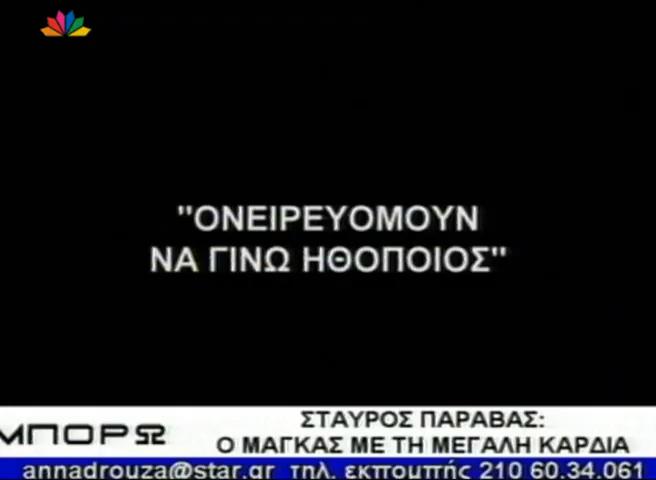 "ΟΝΕΙΡΕΥΟΜΟΥΝ
ΝΑ ΓΙΝΩ ΗΘΟΠΟΙΟΣ"
ΜΠΟΡΩ
ΣΤΑΥΡΟΣ ΠΑΡΑΒΑΣ:
Ο ΜΑΓΚΑΣ ΜΕ ΤΗ ΜΕΓΑΛΗ ΚΑΡΔΙΑ
annadrouza@star.gr τηλ. εκπομπής 210 60.34.061